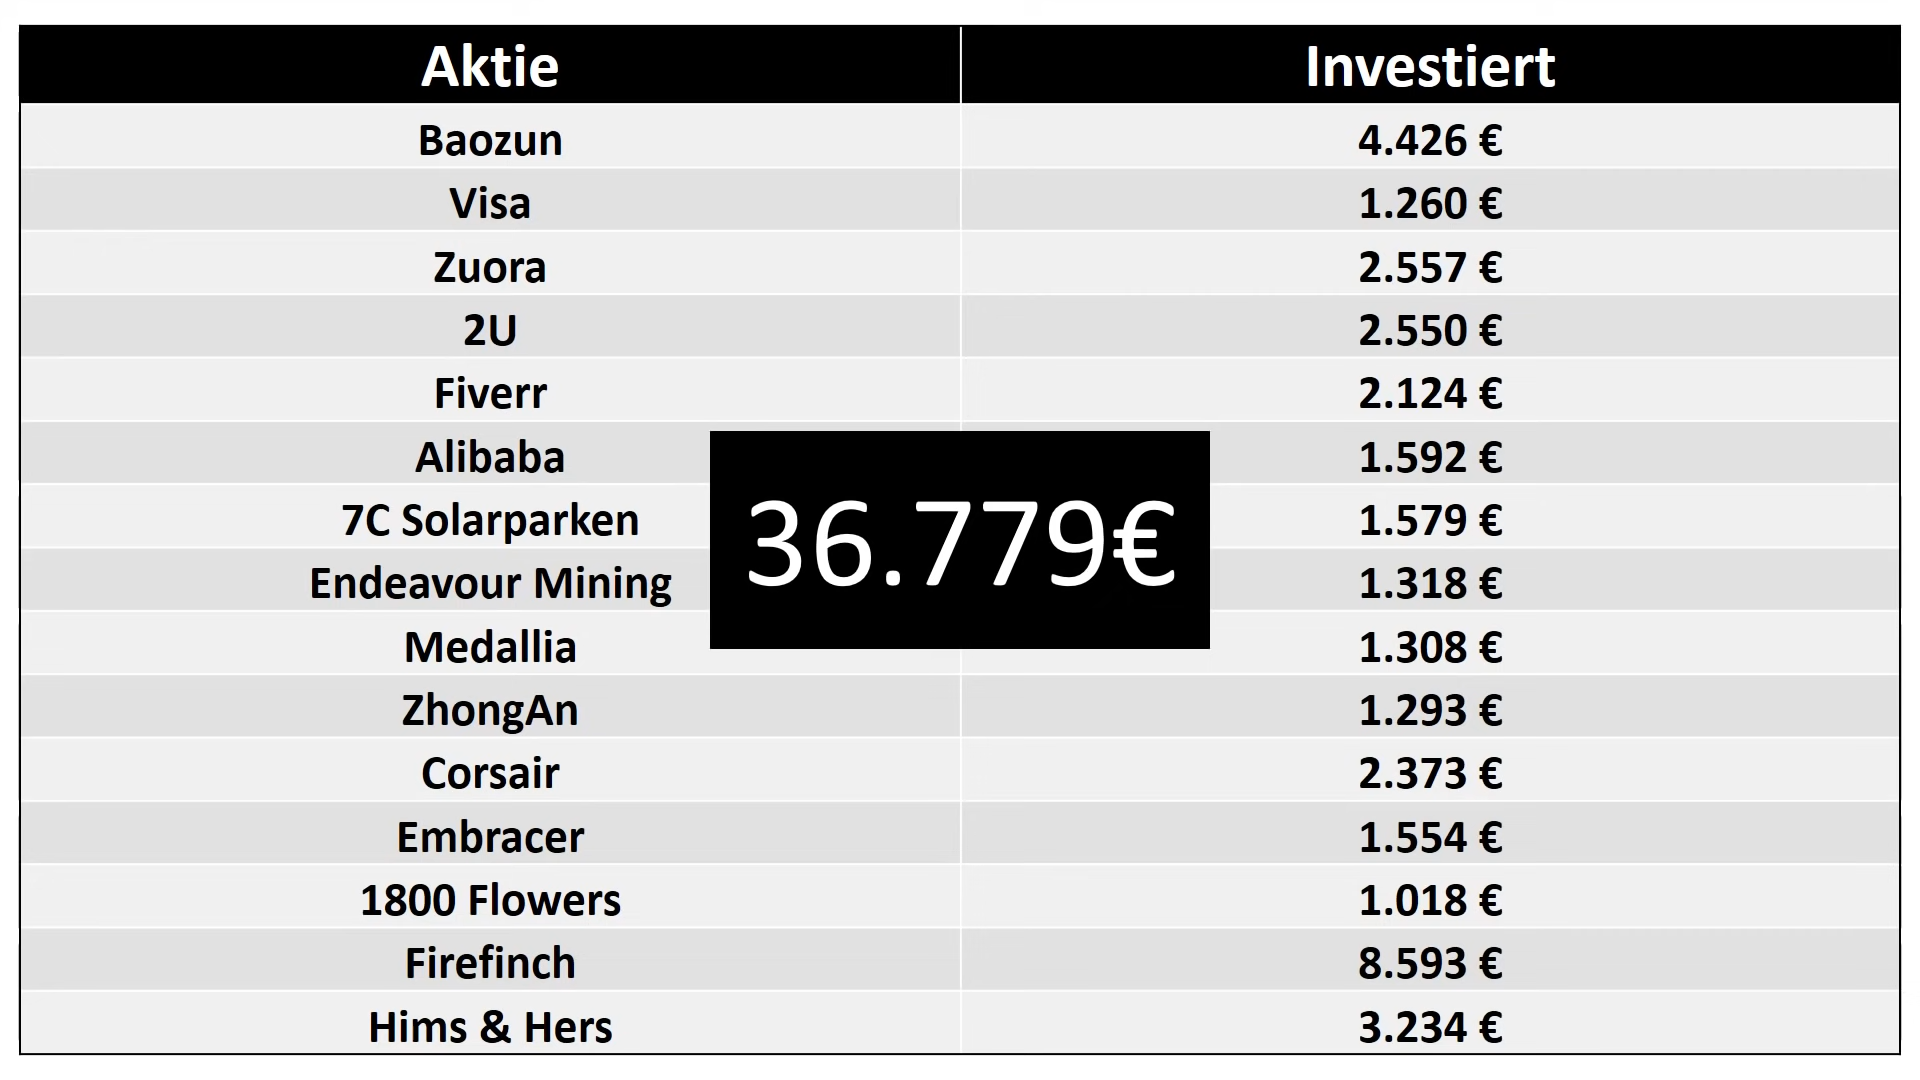 Aktie Investiert
Baozun 4.426 €
Visa 1.260 €
Zuora 2.557 €
2U 2.550 €
Fiverr 2.124 €
Alibaba 1.592 €
7C Solarparken 1.579 €
36.779€
Endeavour Mining 1.318 €
Medallia 1.308 €
ZhongAn 1.293 €
Corsair 2.373 €
Embracer 1.554 €
1800 Flowers 1.018 €
Firefinch 8.593 €
Hims & Hers 3.234 €